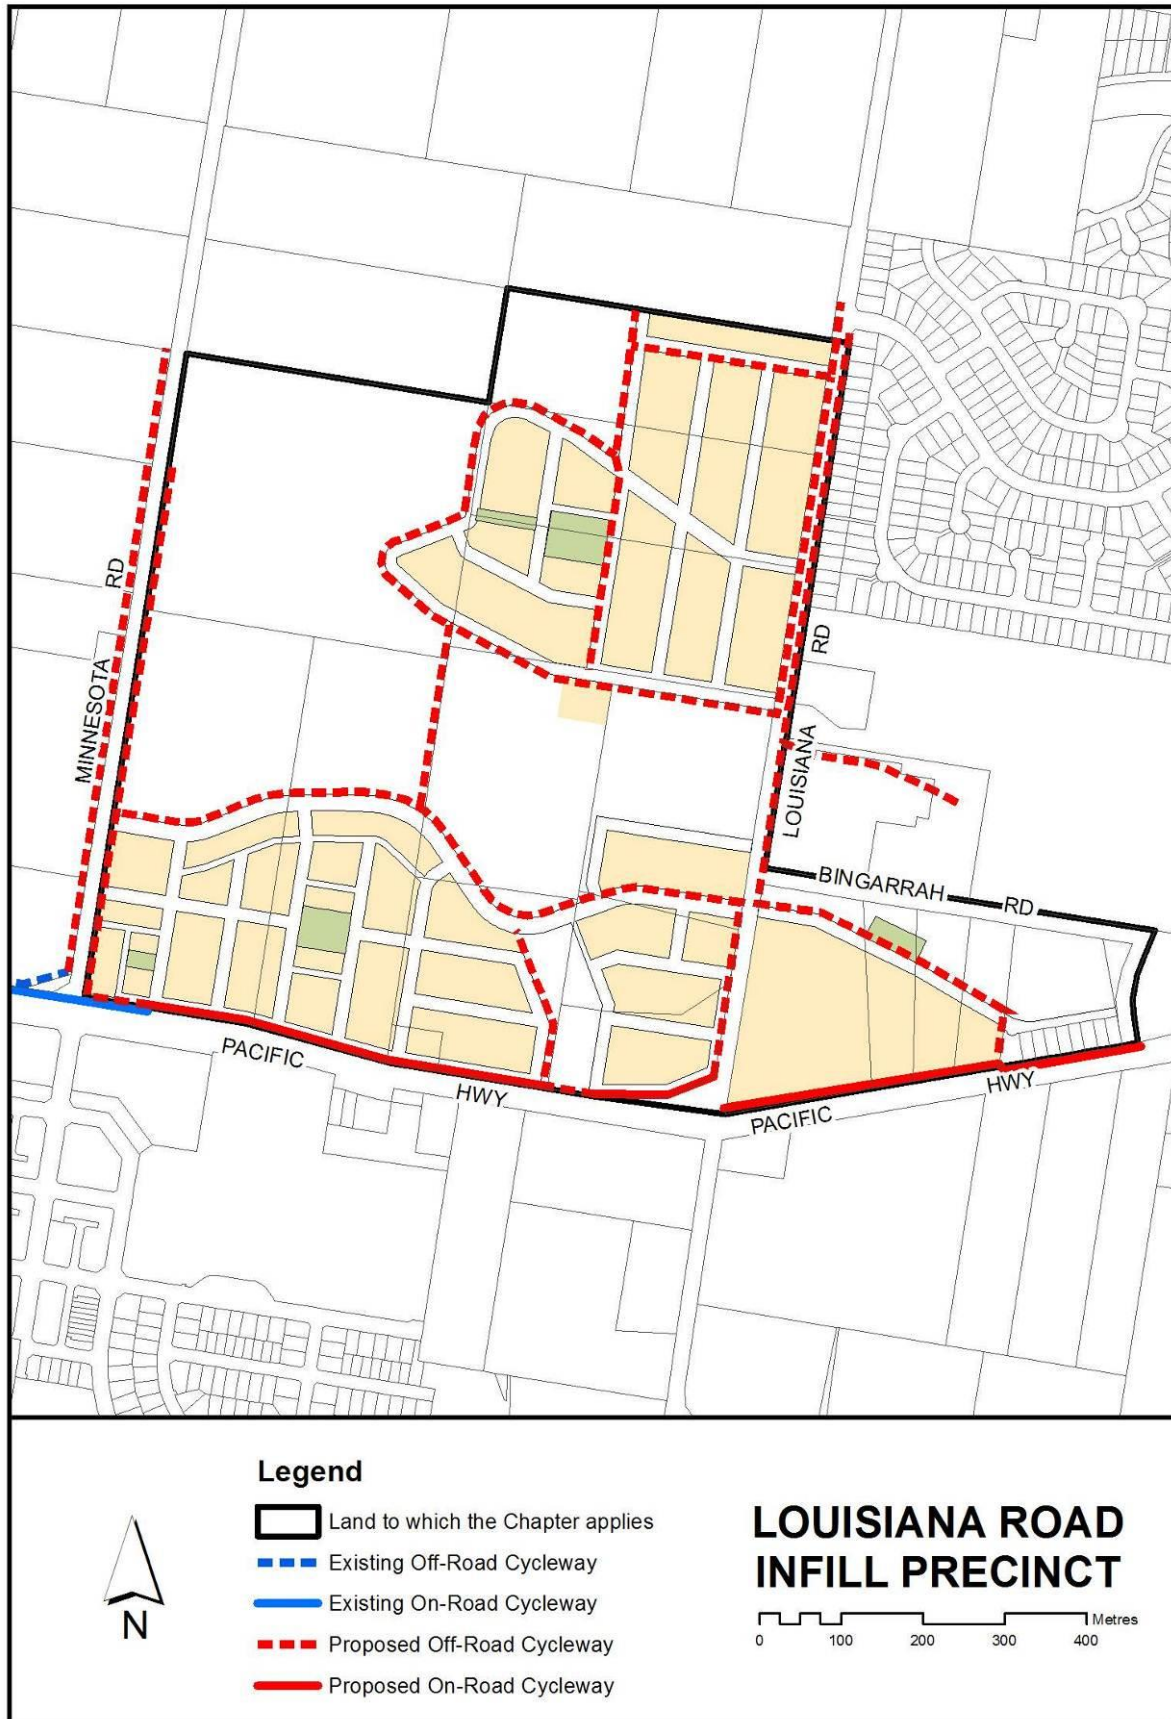 RD
MINNESOTA
RD
LOUISIANA
BINGARRAH
RD
PACIFIC
HWY
HWY
PACIFIC
Legend
Land to which the Chapter applies
Existing Off-Road Cycleway
Existing On-Road Cycleway
Proposed Off-Road Cycleway
Proposed On-Road Cycleway
N
LOUISIANA ROAD
INFILL PRECINCT
Metres
0 100 200 300 400